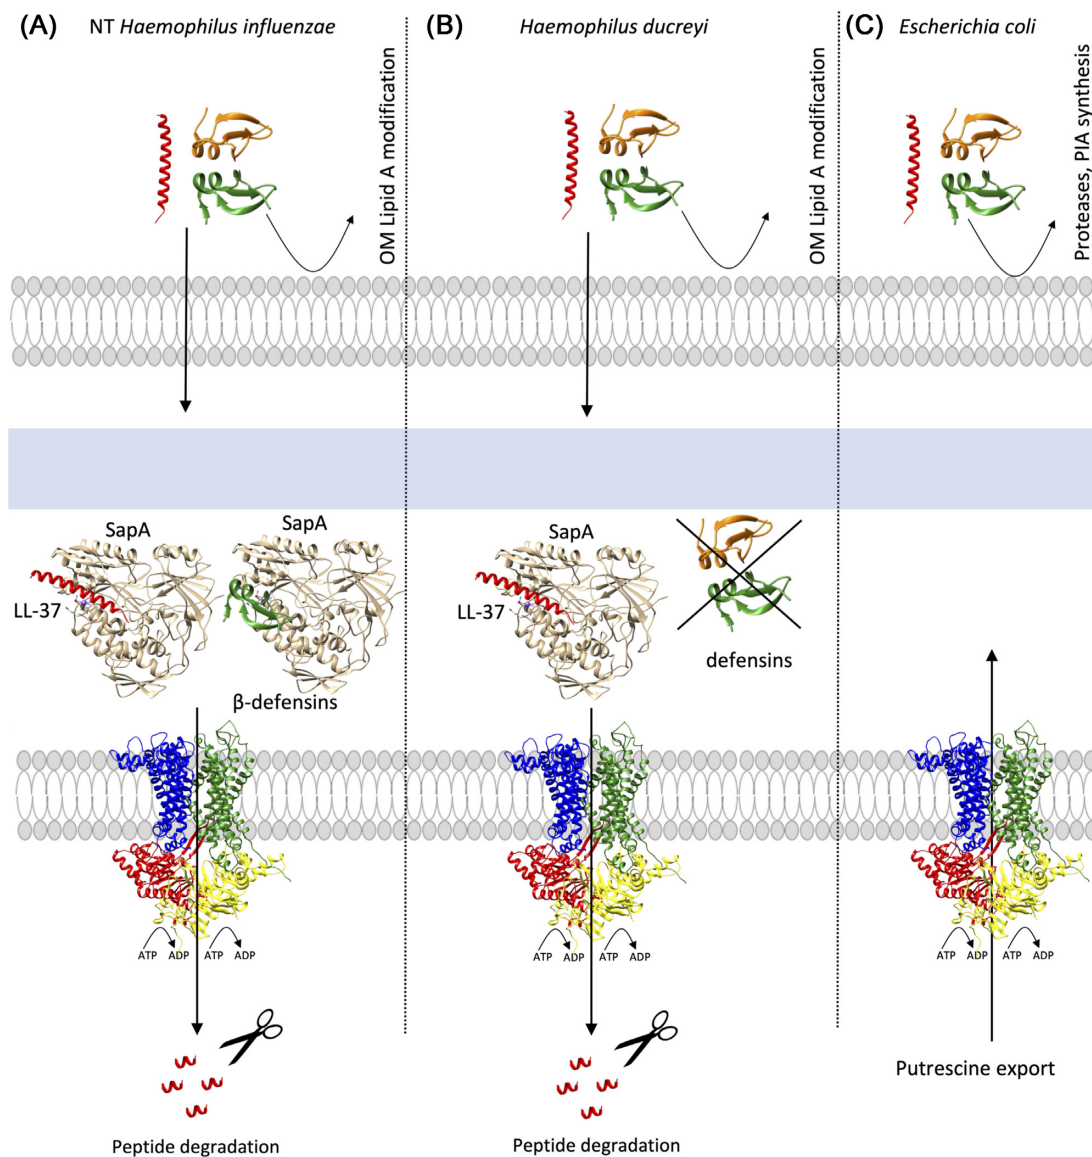 (A) NT Haemophilus influenzae
OM Lipid A modification
SapA
SapA
LL-37
β-defensins
ATP ADP ATP ADP
Peptide degradation
(B) Haemophilus ducreyi
OM Lipid A modification
SapA
LL-37
defensins
ATP ADP ATP ADP
Peptide degradation
(C) Escherichia coli
Proteases, PIA synthesis
ATP ADP ATP ADP
Putrescine export